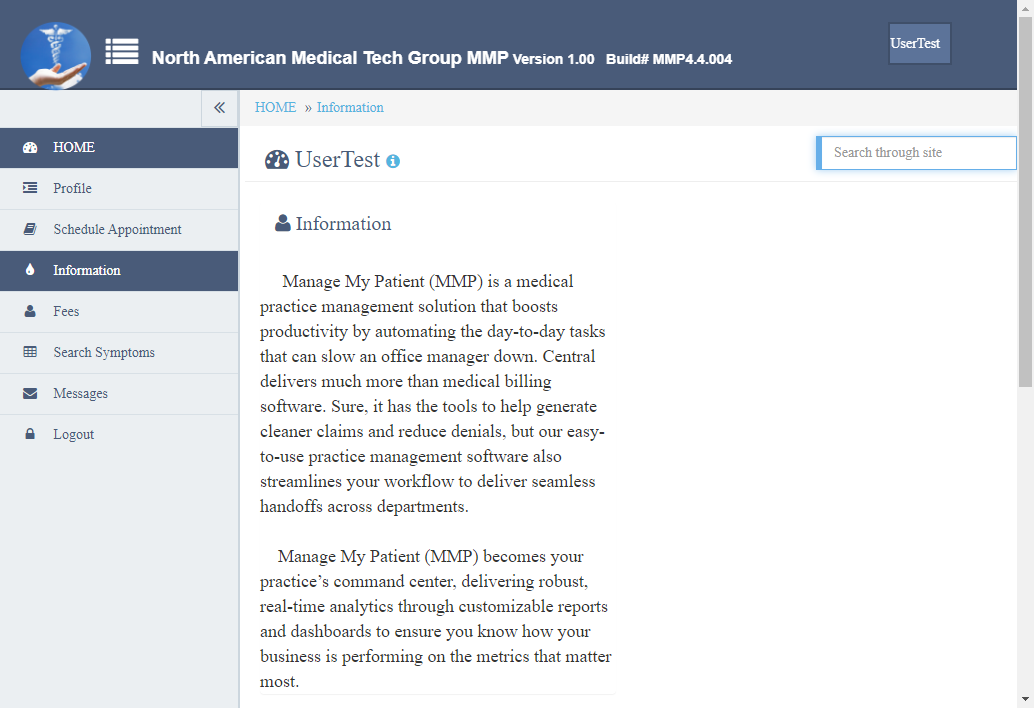 North American Medical Tech Group MMP Version 1.00 Build# MMP4.4.004
UserTest
HOME » Information
HOME
Profile
Schedule Appointment
Information
Fees
Search Symptoms
Messages
Logout
UserTest
Search through site
Information
Manage My Patient (MMP) is a medical
practice management solution that boosts
productivity by automating the day-to-day tasks
that can slow an office manager down. Central
delivers much more than medical billing
software. Sure, it has the tools to help generate
cleaner claims and reduce denials, but our easy-
to-use practice management software also
streamlines your workflow to deliver seamless
handoffs across departments.
Manage My Patient (MMP) becomes your
practice’s command center, delivering robust,
real-time analytics through customizable reports
and dashboards to ensure you know how your
business is performing on the metrics that matter
most.